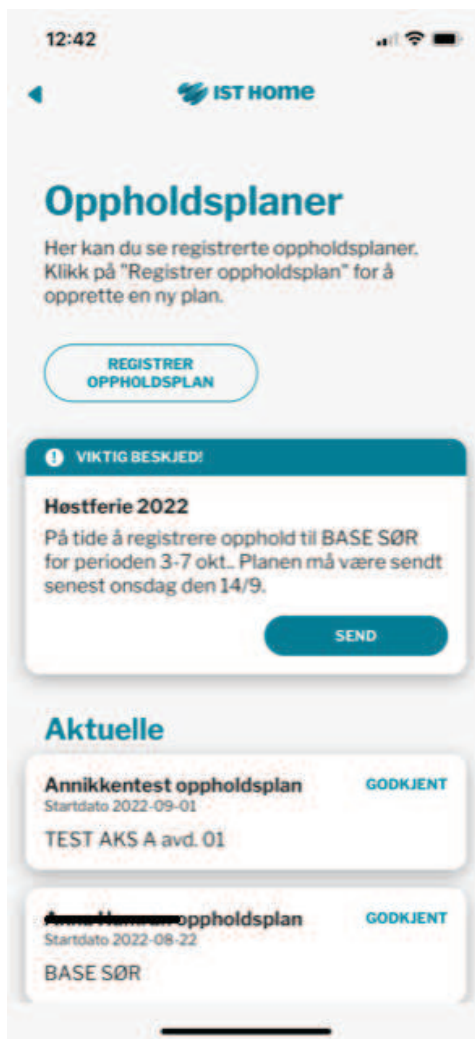 12:42
IST Home
Oppholdsplaner
Her kan du se registrerte oppholdsplaner.
Klikk på "Registrer oppholdsplan" for å
opprette en ny plan.
REGISTRER
OPPHOLDSPLAN
VIKTIG BESKJED!
Høstferie 2022
På tide å registrere opphold til BASE SØR
for perioden 3-7 okt.. Planen må være sendt
senest onsdag den 14/9.
SEND
Aktuelle
Annikkentest oppholdsplan GODKJENT
Startdato 2022-09-01
TEST AKS A avd. 01
oppholdsplan GODKJENT
Startdato 2022-08-22
BASE SØR